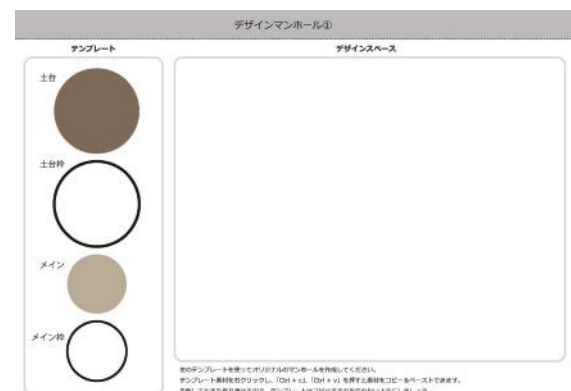 デザインマンホール①
テンプレート
デザインスペース
土台
土台枠
メイン
メイン枠
左のテンプレートを使ってオリジナルのマンホールを作成してください。
テンプレート素材を右クリックし、「Ctrl + c」、「Ctrl + v」を押すと素材をコピー&ペーストできます。